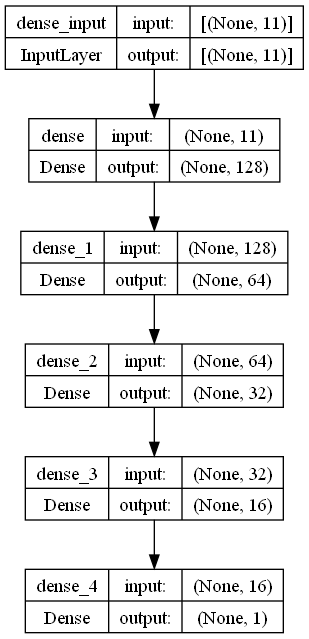 dense_input input: [(None, 11)]
InputLayer output: [(None, 11)]
dense input: (None, 11)
Dense output: (None, 128)
dense_1 input: (None, 128)
Dense output: (None, 64)
dense_2 input: (None, 64)
Dense output: (None, 32)
dense_3 input: (None, 32)
Dense output: (None, 16)
dense_4 input: (None, 16)
Dense output: (None, 1)